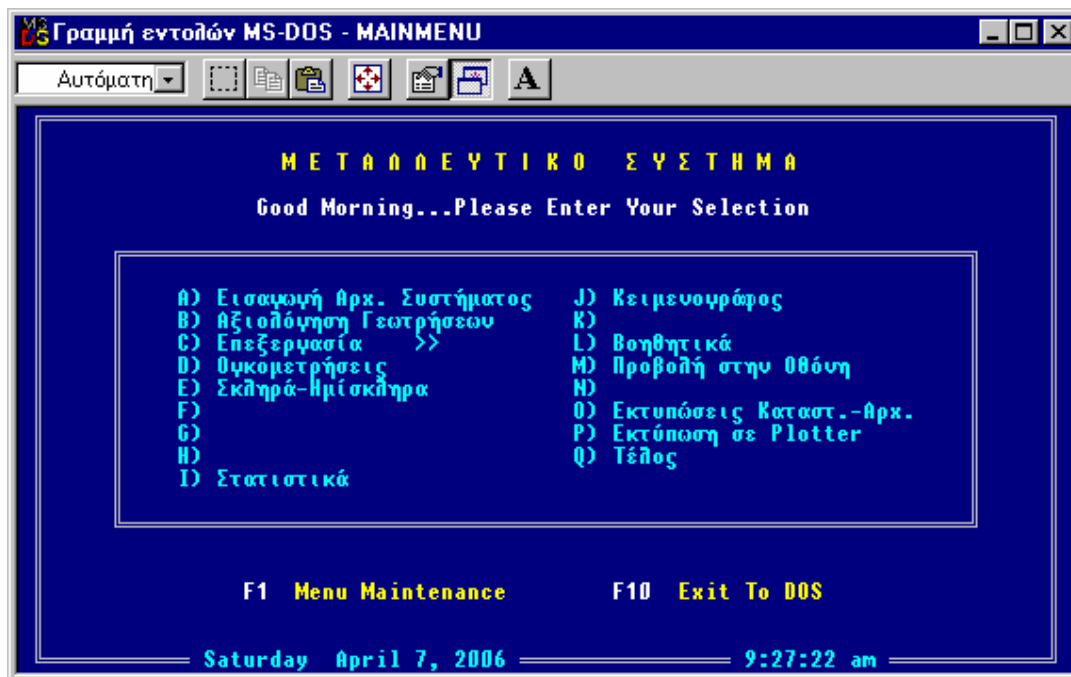 Γραμμή εντολών MS-DOS - MAINMENU
Αυτόματη
Μ Ε Τ Α Λ Λ Ε Υ Τ Ι Κ Ο Σ Υ Σ Τ Η Μ Α
Good Morning...Please Enter Your Selection
A) Εισαγωγή Αρχ. Συστήματος
B) Αξιολόγηση Γεωτρήσεων
C) Επεξεργασία >>
D) Ογκομετρήσεις
E) Σκληρά-Ημίσκληρα
F)
G)
H)
I) Στατιστικά
J) Κειμενογράφος
K)
L) Βοηθητικά
M) Προβολή στην Οθόνη
N)
O) Εκτυπώσεις Καταστ.-Αρχ.
P) Εκτύπωση σε Plotter
Q) Τέλος
F1 Menu Maintenance F10 Exit To DOS
Saturday April 7, 2006 9:27:22 am